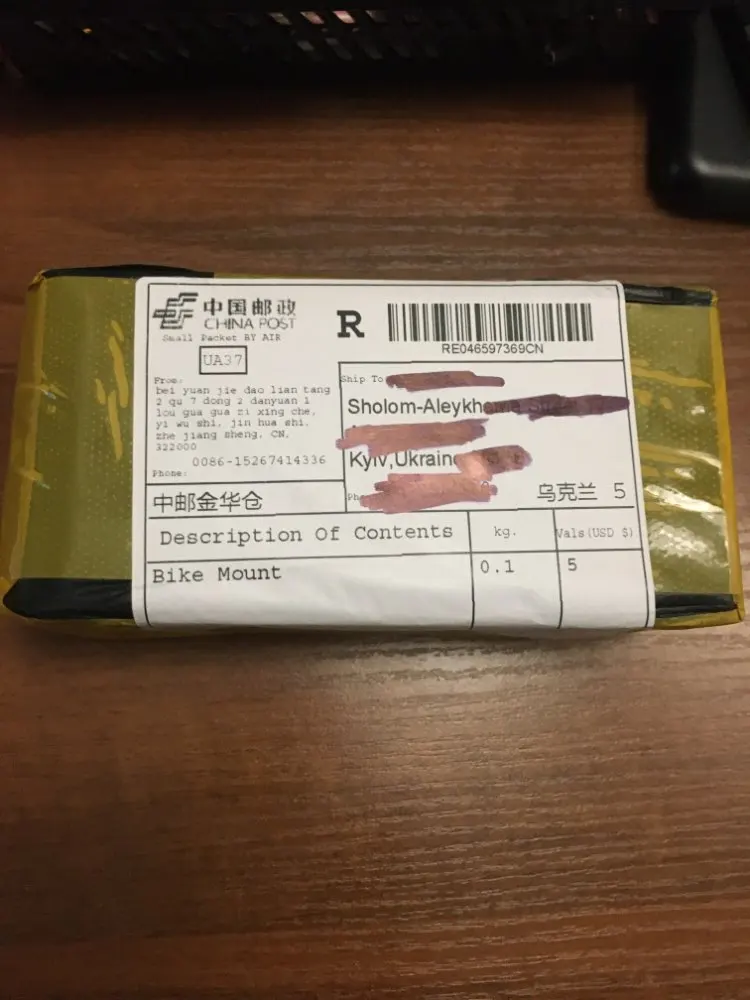 中国邮政
CHINA POST
Small Packet BY AIR
UA37
R
RE046597369CN
From:
bei yuan jie dao lian tang
2 qu 7 dong 2 danyuan 1
lou gua gua zi xing che,
yi wu shi, jin hua shi,
zhe jiang sheng, CN,
322000
0086-15267414336
Phone:
Ship To
Sholom-Aleykhema
Kyiv,Ukraine
中邮金华仓
乌克兰 5
Description Of Contents
kg.
Vals(USD $)
Bike Mount
0.1
5